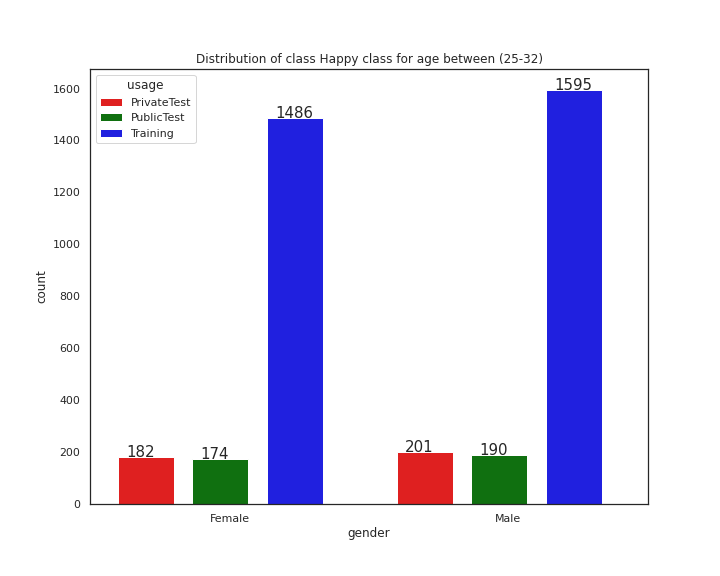 Distribution of class Happy class for age between (25-32)
usage
PrivateTest
PublicTest
Training
1600
1400
1200
1000
800
600
400
200
0
count
182
174
1486
201
190
1595
Female
Male
gender